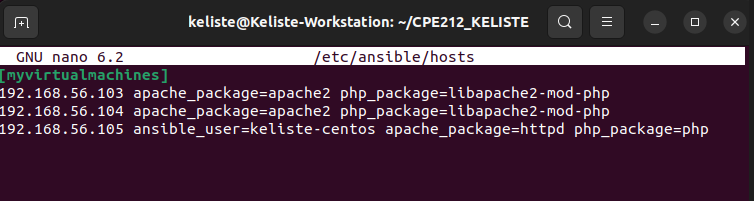 keliste@Keliste-Workstation: ~/CPE212_KELISTE
GNU nano 6.2 /etc/ansible/hosts
[myvirtualmachines]
192.168.56.103 apache_package=apache2 php_package=libapache2-mod-php
192.168.56.104 apache_package=apache2 php_package=libapache2-mod-php
192.168.56.105 ansible_user=keliste-centos apache_package=httpd php_package=php